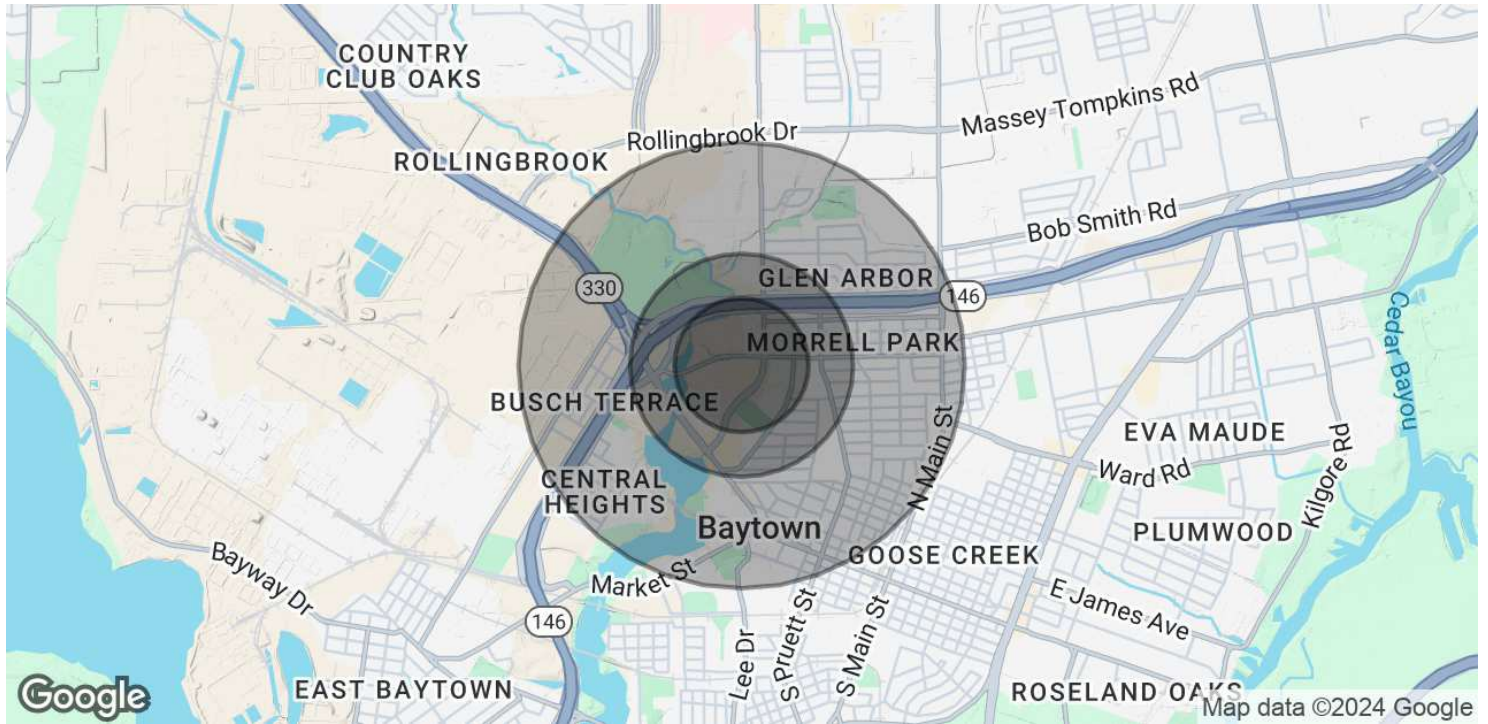 COUNTRY
CLUB OAKS
Massey Tompkins Rd
Rollingbrook Dr
ROLLINGBROOK
Bob Smith Rd
GLEN ARBOR
330
146
Cedar Bayou
MORRELL PARK
BUSCH TERRACE
EVA MAUDE
N Main St
Ward Rd
Kilgore Rd
CENTRAL
HEIGHTS
Baytown
PLUMWOOD
GOOSE CREEK
Bayway Dr
Market St
E James Ave
146
Lee Dr
S Pruett St
S Main St
EAST BAYTOWN
ROSELAND OAKS
Google
Map data ©2024 Google